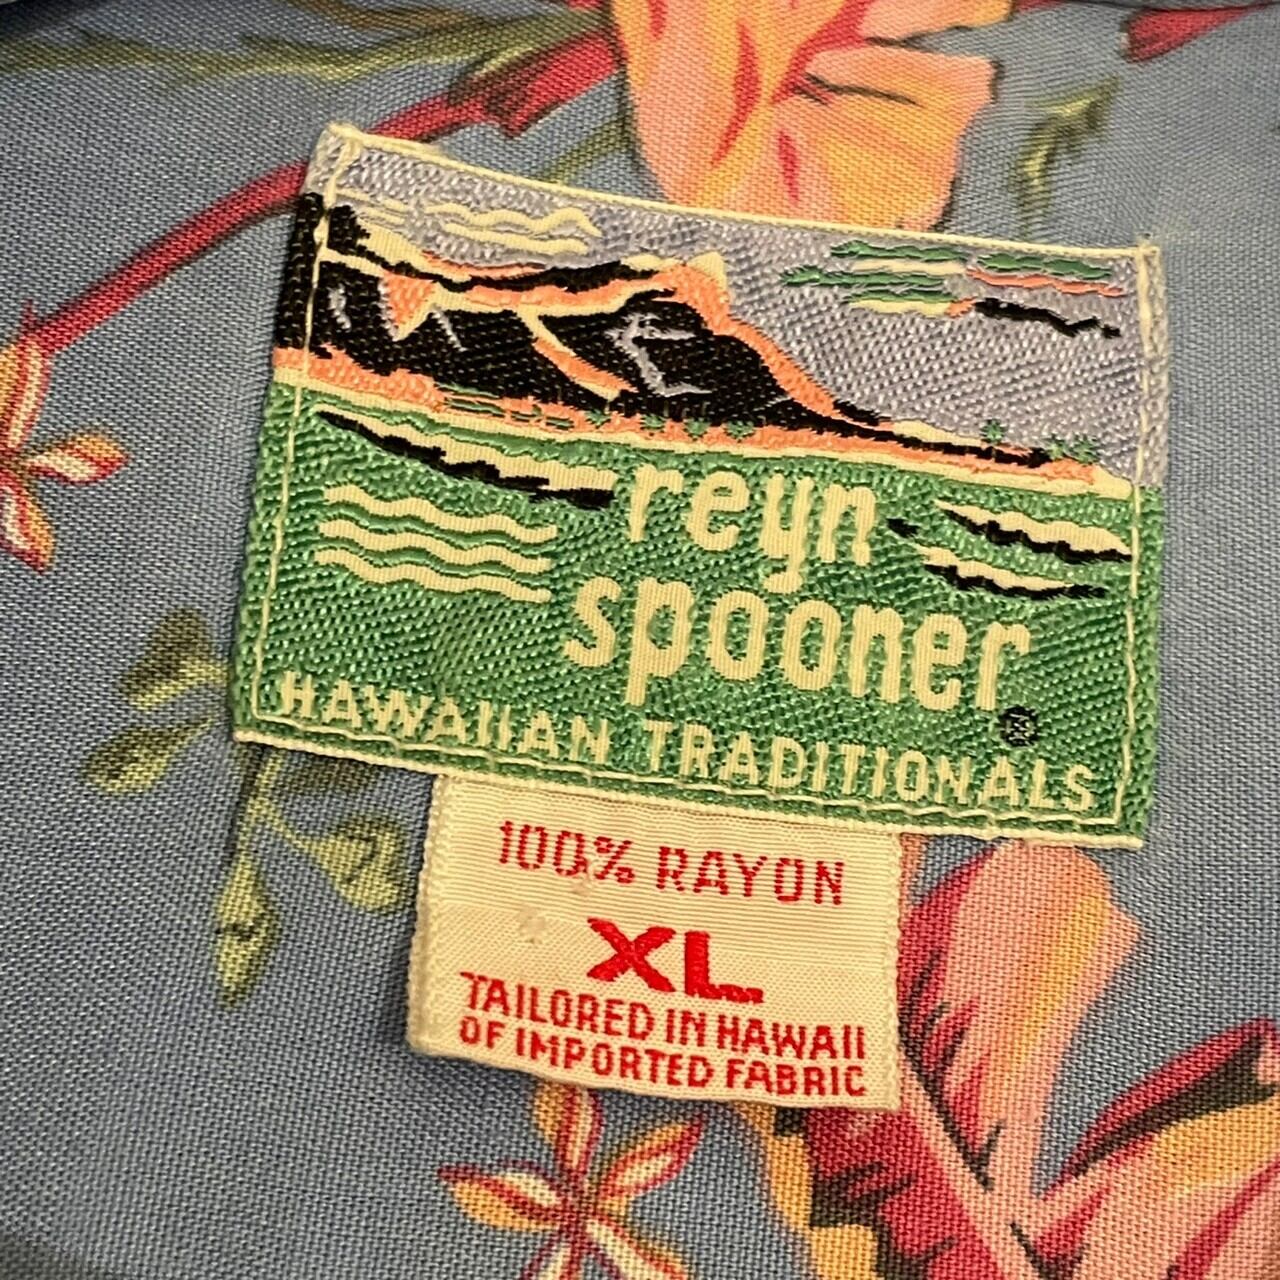 reyn
spooner®
HAWAIIAN TRADITIONALS
100% RAYON
XL
TAILORED IN HAWAII
OF IMPORTED FABRIC